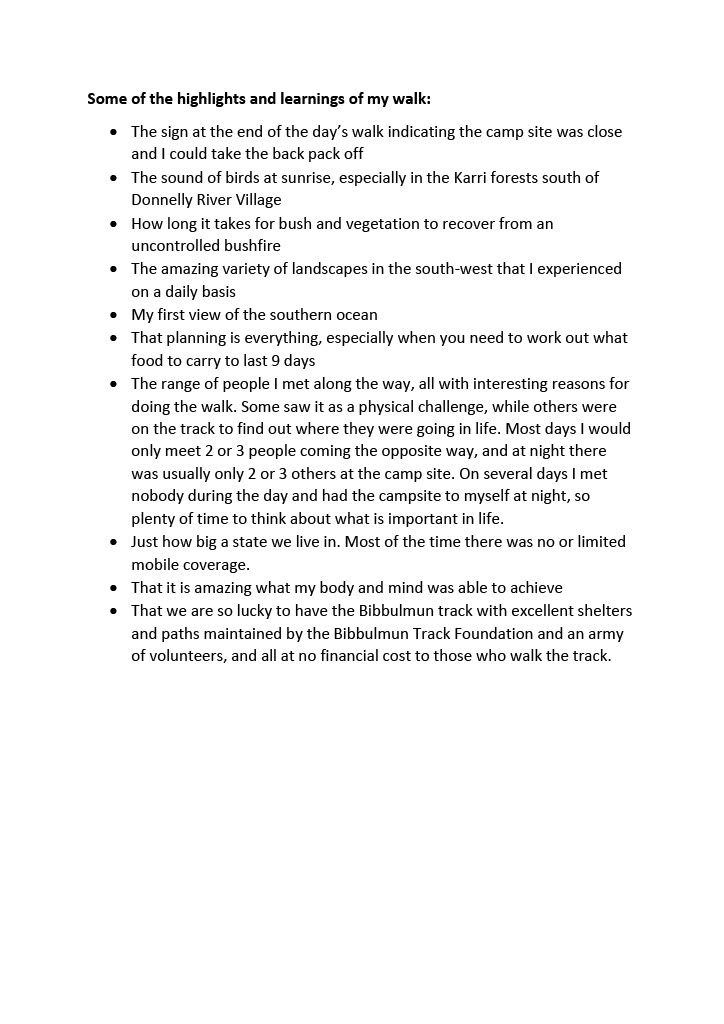 Some of the highlights and learnings of my walk:
• The sign at the end of the day’s walk indicating the camp site was close
and I could take the back pack off
• The sound of birds at sunrise, especially in the Karri forests south of
Donnelly River Village
• How long it takes for bush and vegetation to recover from an
uncontrolled bushfire
• The amazing variety of landscapes in the south-west that I experienced
on a daily basis
• My first view of the southern ocean
• That planning is everything, especially when you need to work out what
food to carry to last 9 days
• The range of people I met along the way, all with interesting reasons for
doing the walk. Some saw it as a physical challenge, while others were
on the track to find out where they were going in life. Most days I would
only meet 2 or 3 people coming the opposite way, and at night there
was usually only 2 or 3 others at the camp site. On several days I met
nobody during the day and had the campsite to myself at night, so
plenty of time to think about what is important in life.
• Just how big a state we live in. Most of the time there was no or limited
mobile coverage.
• That it is amazing what my body and mind was able to achieve
• That we are so lucky to have the Bibbulmun track with excellent shelters
and paths maintained by the Bibbulmun Track Foundation and an army
of volunteers, and all at no financial cost to those who walk the track.